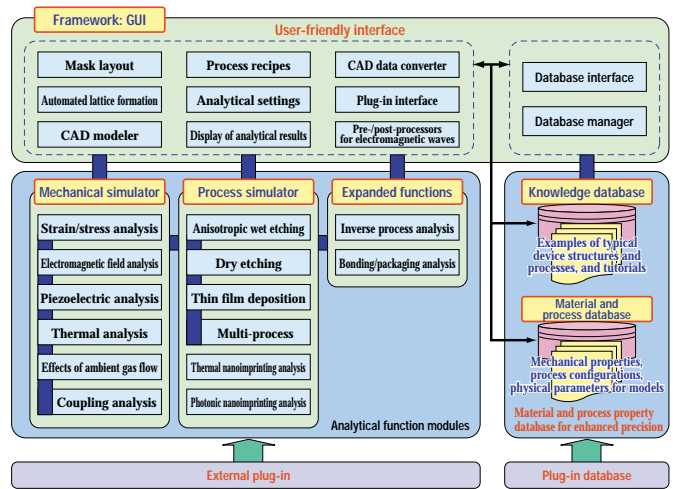 Framework: GUI
User-friendly interface
Mask layout
Process recipes
CAD data converter
Automated lattice formation
Analytical settings
Plug-in interface
CAD modeler
Display of analytical results
Pre-/post-processors
for electromagnetic waves
Database interface
Database manager
Mechanical simulator
Strain/stress analysis
Electromagnetic field analysis
Piezoelectric analysis
Thermal analysis
Effects of ambient gas flow
Coupling analysis
Process simulator
Anisotropic wet etching
Dry etching
Thin film deposition
Multi-process
Thermal nanoimprinting analysis
Photonic nanoimprinting analysis
Expanded functions
Inverse process analysis
Bonding/packaging analysis
Analytical function modules
Knowledge database
Examples of typical
device structures and
processes, and tutorials
Material and
process database
Mechanical properties,
process configurations,
physical parameters for models
Material and process property
database for enhanced precision
External plug-in
Plug-in database